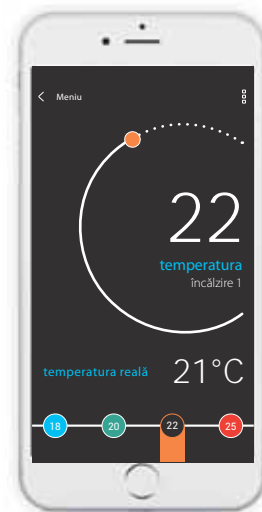 Meniu
22
temperatura
încălzire 1
temperatura reală 21°C
18 20 22 25